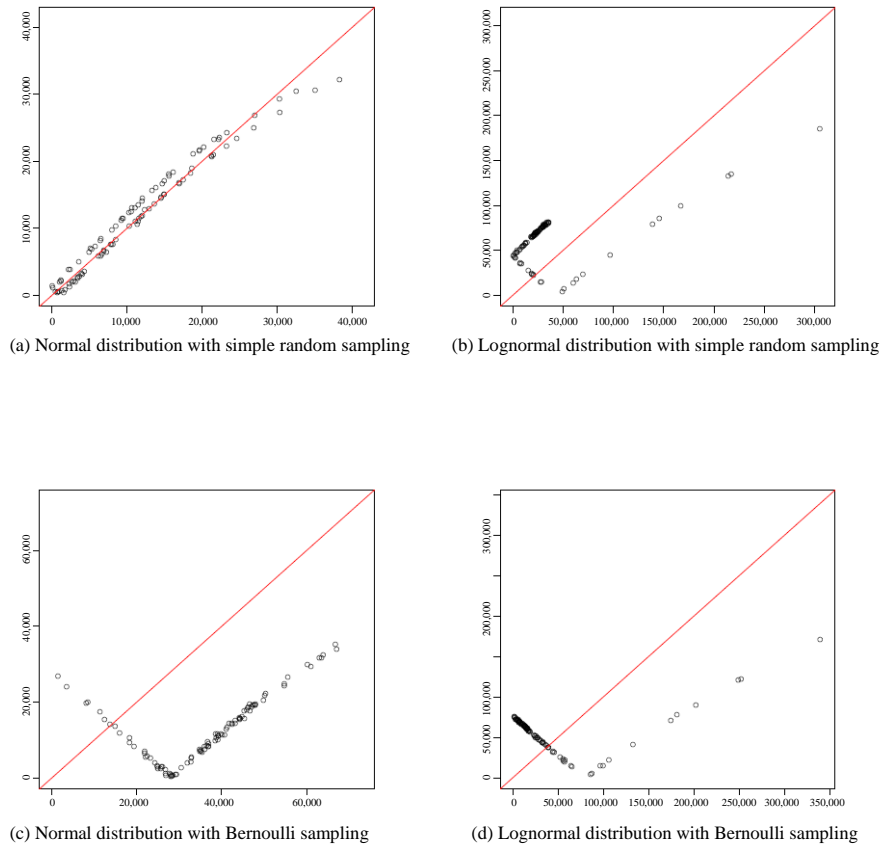 40,000
30,000
20,000
10,000
0
0 10,000 20,000 30,000 40,000
(a) Normal distribution with simple random sampling
300,000
250,000
200,000
150,000
100,000
50,000
0
0 50,000 100,000 150,000 200,000 250,000 300,000
(b) Lognormal distribution with simple random sampling
60,000
40,000
20,000
0
0 20,000 40,000 60,000
(c) Normal distribution with Bernoulli sampling
300,000
200,000
100,000
50,000
0
0 50,000 100,000 150,000 200,000 250,000 300,000 350,000
(d) Lognormal distribution with Bernoulli sampling